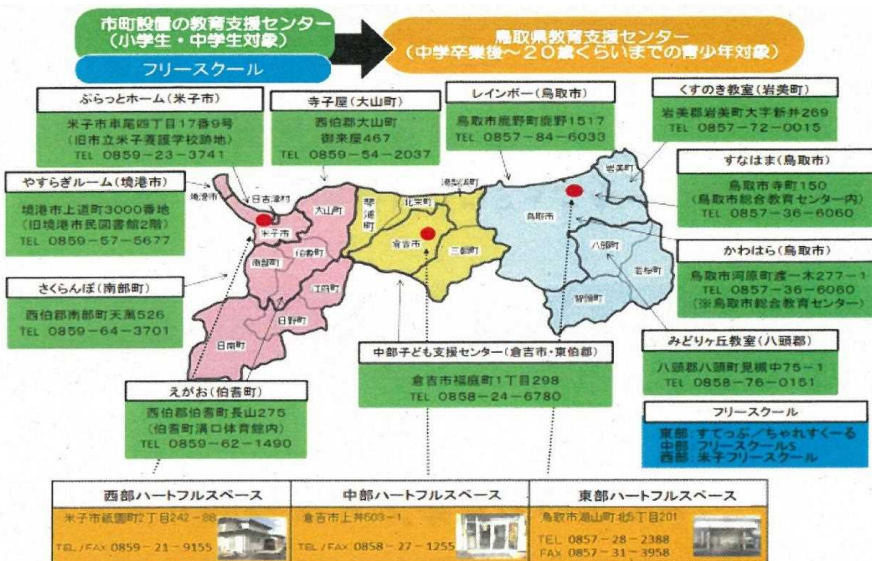 市町設置の教育支援センター
(小学生・中学生対象)
フリースクール
鳥取県教育支援センター
(中学卒業後～20歳くらいまでの青少年対象)
ぷらっとホーム(米子市)
米子市車尾四丁目17番9号
(旧市立米子養護学校跡地)
TEL 0859-23-3741
寺子屋(大山町)
西伯郡大山町
御来屋467
TEL 0859-54-2037
レインボー(鳥取市)
鳥取市鹿野町鹿野1517
TEL 0857-84-6033
くすのき教室(岩美町)
岩美郡岩美町大字新井269
TEL 0857-72-0015
やすらぎルーム(境港市)
境港市上道町3000番地
(旧境港市民図書館2階)
TEL 0859-57-5677
すなはま(鳥取市)
鳥取市寺町150
(鳥取市総合教育センター内)
TEL 0857-36-6060
さくらんぼ(南部町)
西伯郡南部町天萬526
TEL 0859-64-3701
かわはら(鳥取市)
鳥取市河原町渡一木277-1
TEL 0857-36-6060
(※鳥取市総合教育センター)
境港市
日吉津村
米子市
大山町
南部町
伯耆町
江府町
日野町
日南町
琴浦町
北栄町
湯梨浜町
倉吉市
三朝町
鳥取市
岩美町
八頭町
若桜町
智頭町
えがお(伯耆町)
西伯郡伯耆町長山275
(伯耆町溝口体育館内)
TEL 0859-62-1490
中部子ども支援センター(倉吉市・東伯郡)
倉吉市福庭町1丁目298
TEL 0858-24-6780
みどりヶ丘教室(八頭郡)
八頭郡八頭町見槻中75-1
TEL 0858-76-0151
フリースクール
東部:すてっぷ/ちゃれすくーる
中部:フリースクールS
西部:米子フリースクール
西部ハートフルスペース
米子市祇園町2丁目242-88
TEL/FAX 0859-21-9155
中部ハートフルスペース
倉吉市上井503-1
TEL/FAX 0858-27-1255
東部ハートフルスペース
鳥取市湖山町北5丁目201
TEL 0857-28-2388
FAX 0857-31-3958